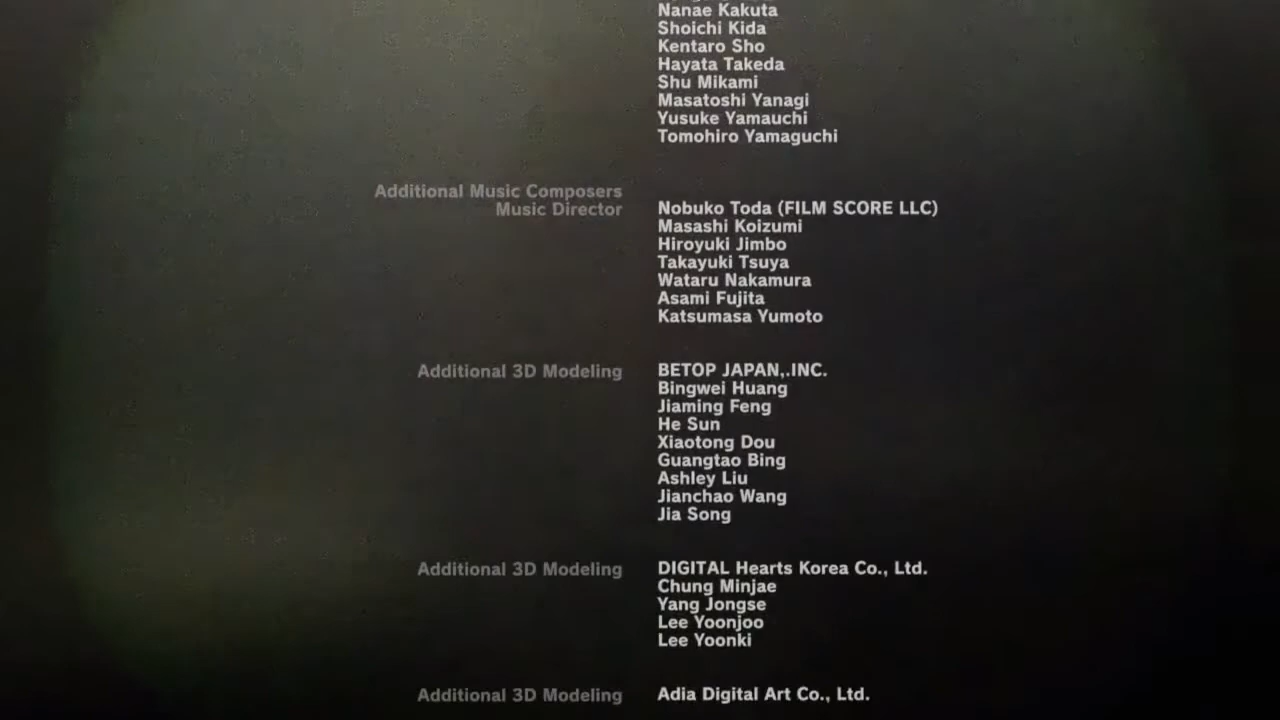 Nanae Kakuta
Shoichi Kida
Kentaro Sho
Hayata Takeda
Shu Mikami
Masatoshi Yanagi
Yusuke Yamauchi
Tomohiro Yamaguchi
Additional Music Composers
Music Director
Nobuko Toda (FILM SCORE LLC)
Masashi Koizumi
Hiroyuki Jimbo
Takayuki Tsuya
Wataru Nakamura
Asami Fujita
Katsumasa Yumoto
Additional 3D Modeling
BETOP JAPAN,.INC.
Bingwei Huang
Jiaming Feng
He Sun
Xiaotong Dou
Guangtao Bing
Ashley Liu
Jianchao Wang
Jia Song
Additional 3D Modeling
DIGITAL Hearts Korea Co., Ltd.
Chung Minjae
Yang Jongse
Lee Yoonjoo
Lee Yoonki
Additional 3D Modeling
Adia Digital Art Co., Ltd.